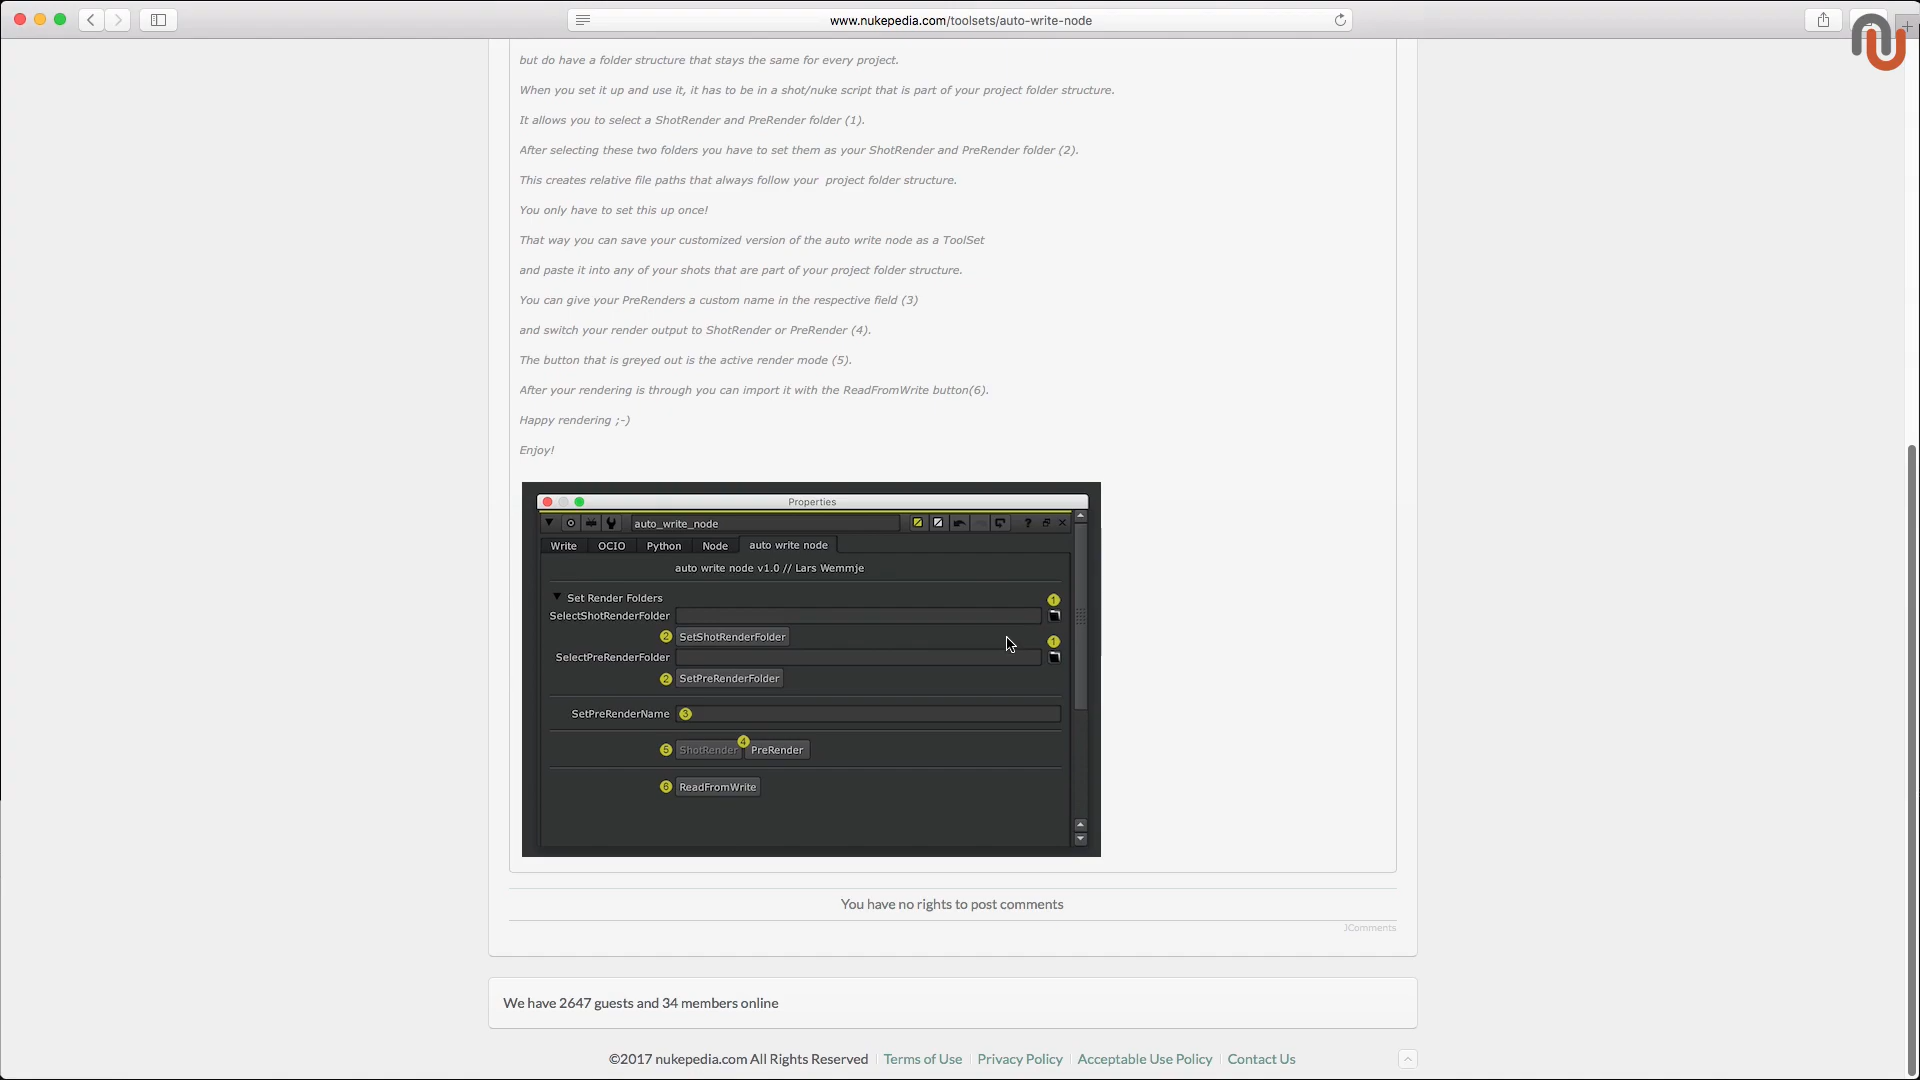 www.nukepedia.com/toolsets/auto-write-node
but do have a folder structure that stays the same for every project.
When you set it up and use it, it has to be in a shot/nuke script that is part of your project folder structure.
It allows you to select a ShotRender and PreRender folder (1).
After selecting these two folders you have to set them as your ShotRender and PreRender folder (2).
This creates relative file paths that always follow your  project folder structure.
You only have to set this up once!
That way you can save your customized version of the auto write node as a ToolSet
and paste it into any of your shots that are part of your project folder structure.
You can give your PreRenders a custom name in the respective field (3)
and switch your render output to ShotRender or PreRender (4).
The button that is greyed out is the active render mode (5).
After your rendering is through you can import it with the ReadFromWrite button(6).
Happy rendering ;-)
Enjoy!
Properties
auto_write_node ?
Write OCIO Python Node auto write node
auto write node v1.0 // Lars Wemmje
Set Render Folders 1
SelectShotRenderFolder
2 SetShotRenderFolder 1
SelectPreRenderFolder
2 SetPreRenderFolder
SetPreRenderName 3
5 ShotRender 4 PreRender
6 ReadFromWrite
You have no rights to post comments
JComments
We have 2647 guests and 34 members online
©2017 nukepedia.com All Rights Reserved Terms of Use Privacy Policy Acceptable Use Policy Contact Us